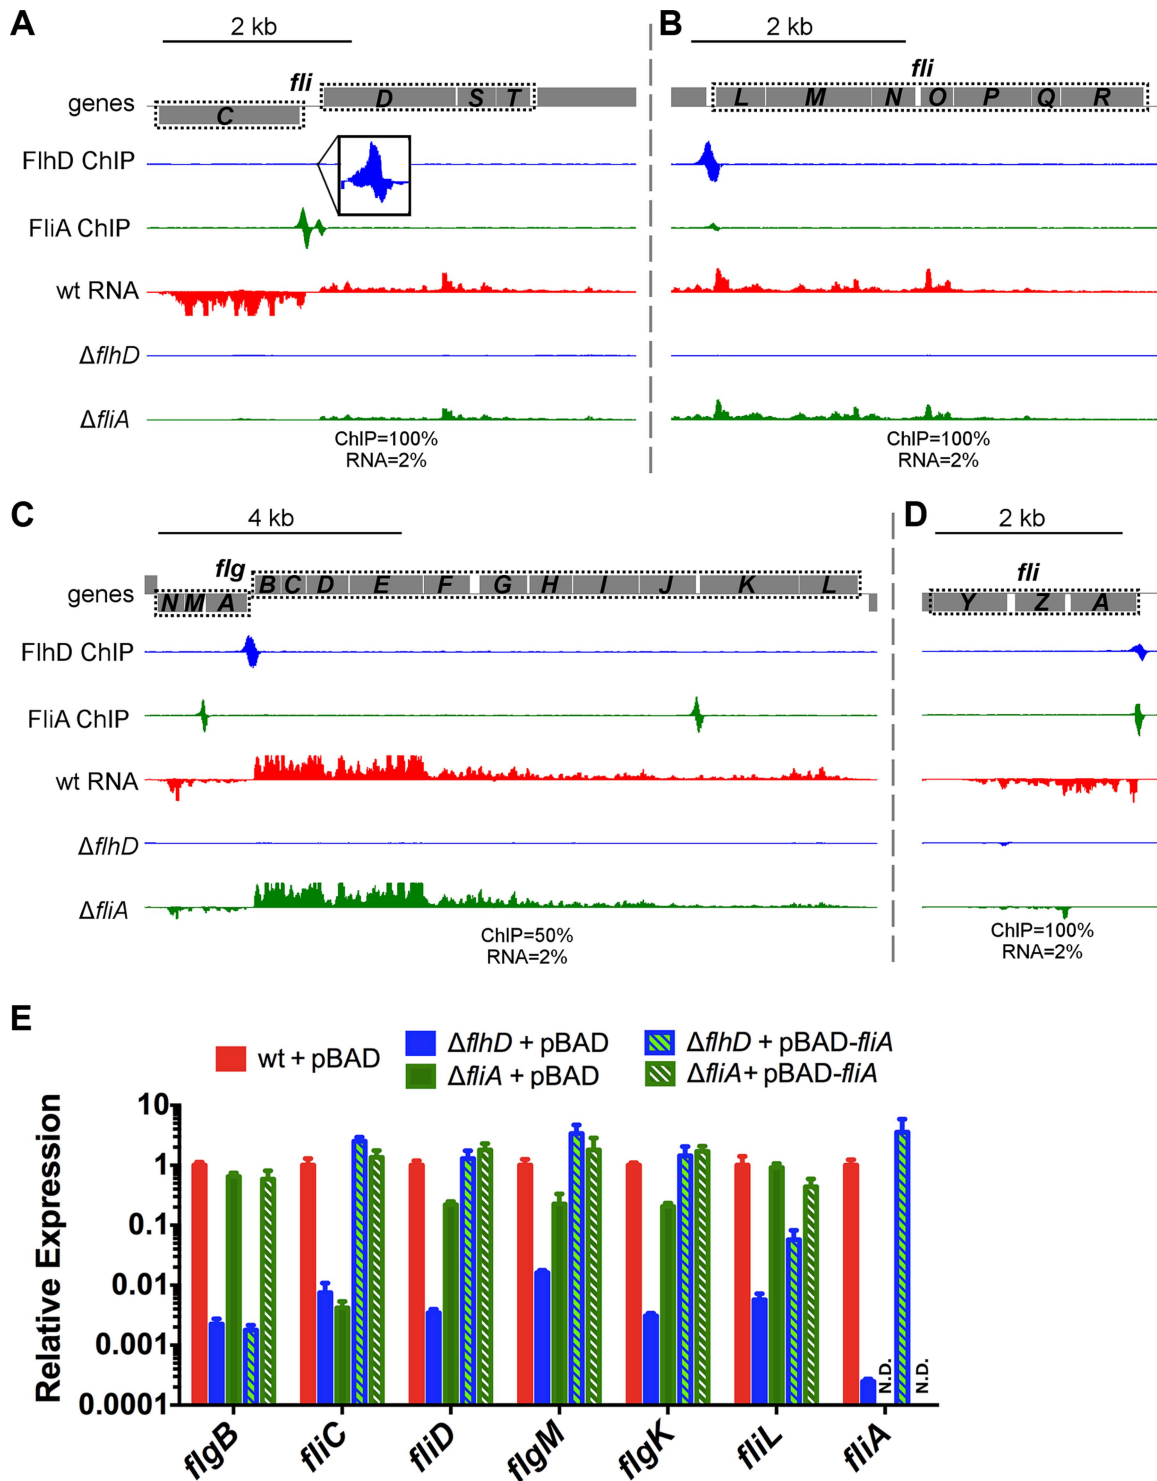 A
2 kb
B
2 kb
fli
fli
genes
C
D
S
T
L
M
N
O
P
Q
R
FlhD ChIP
FliA ChIP
wt RNA
ΔflhD
ΔfliA
ChIP=100%
RNA=2%
ChIP=100%
RNA=2%
C
4 kb
D
2 kb
flg
fli
genes
N
M
A
B
C
D
E
F
G
H
I
J
K
L
Y
Z
A
FlhD ChIP
FliA ChIP
wt RNA
ΔflhD
ΔfliA
ChIP=50%
RNA=2%
ChIP=100%
RNA=2%
E
wt + pBAD
ΔflhD + pBAD
ΔfliA + pBAD
ΔflhD + pBAD-fliA
ΔfliA+ pBAD-fliA
Relative Expression
10
1
0.1
0.01
0.001
0.0001
N.D.
N.D.
flgB
fliC
fliD
flgM
flgK
fliL
fliA